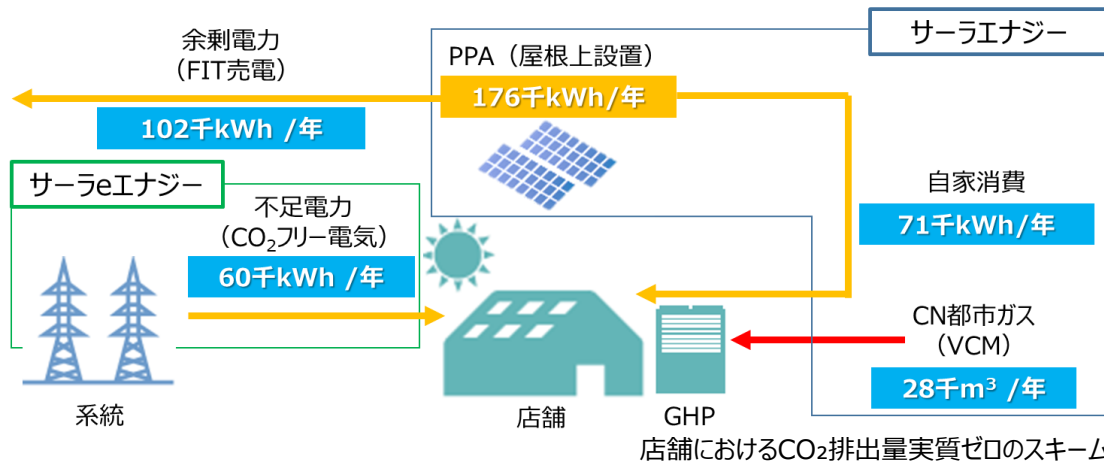 サーラエナジー
余剰電力
（FIT売電）
102千kWh /年
PPA（屋根上設置）
176千kWh/年
サーラeエナジー
不足電力
（CO₂フリー電気）
60千kWh /年
自家消費
71千kWh/年
CN都市ガス
（VCM）
28千m³ /年
系統
店舗
GHP
店舗におけるCO₂排出量実質ゼロのスキーム